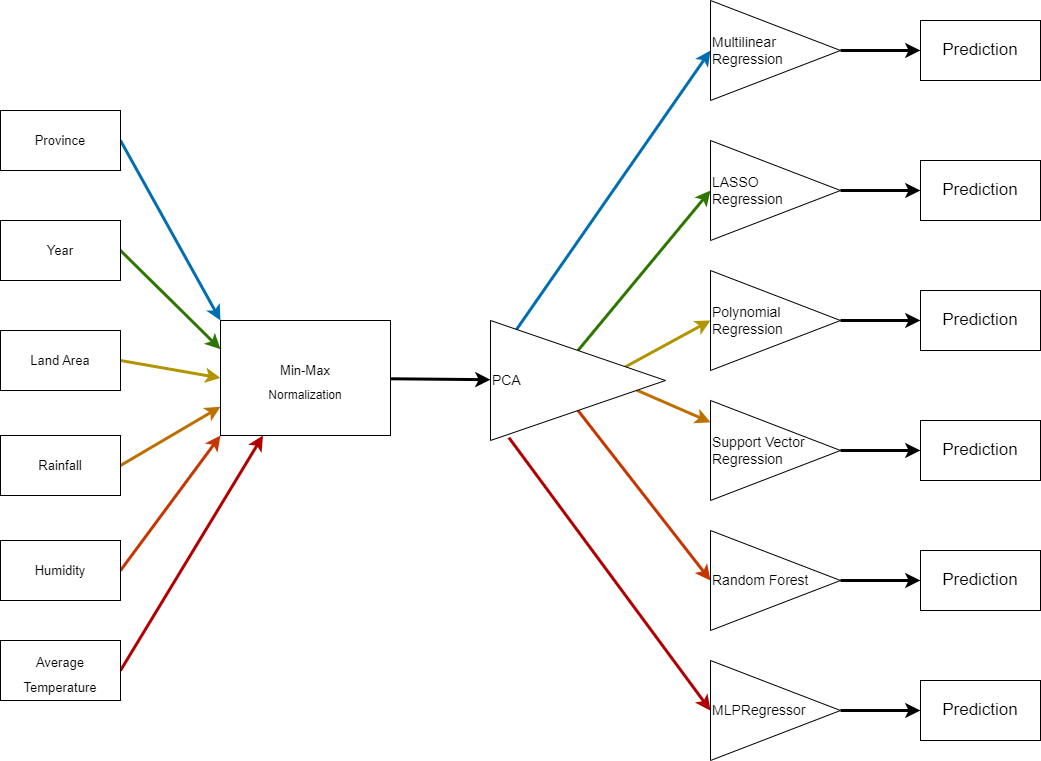 Province
Year
Land Area
Rainfall
Humidity
Average
Temperature
Min-Max
Normalization
PCA
Multilinear
Regression
Prediction
LASSO
Regression
Prediction
Polynomial
Regression
Prediction
Support Vector
Regression
Prediction
Random Forest
Prediction
MLPRegressor
Prediction